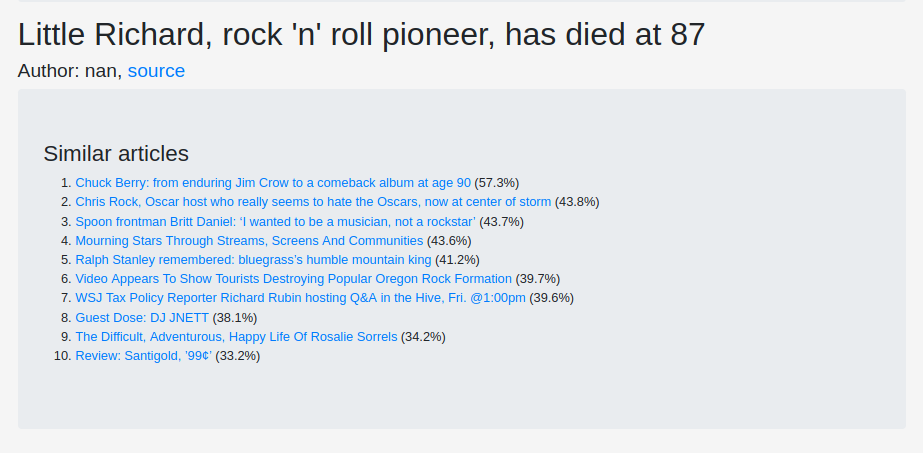 Little Richard, rock 'n' roll pioneer, has died at 87
Author: nan, source
Similar articles
1. Chuck Berry: from enduring Jim Crow to a comeback album at age 90 (57.3%)
2. Chris Rock, Oscar host who really seems to hate the Oscars, now at center of storm (43.8%)
3. Spoon frontman Britt Daniel: ‘I wanted to be a musician, not a rockstar’ (43.7%)
4. Mourning Stars Through Streams, Screens And Communities (43.6%)
5. Ralph Stanley remembered: bluegrass’s humble mountain king (41.2%)
6. Video Appears To Show Tourists Destroying Popular Oregon Rock Formation (39.7%)
7. WSJ Tax Policy Reporter Richard Rubin hosting Q&A in the Hive, Fri. @1:00pm (39.6%)
8. Guest Dose: DJ JNETT (38.1%)
9. The Difficult, Adventurous, Happy Life Of Rosalie Sorrels (34.2%)
10. Review: Santigold, ’99¢’ (33.2%)